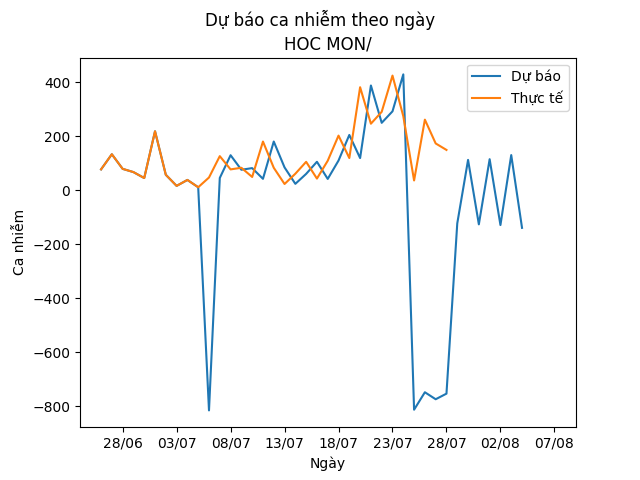 Dự báo ca nhiễm theo ngày
HOC MON/
Dự báo
Thực tế
400
200
0
−200
−400
−600
−800
Ca nhiễm
28/06 03/07 08/07 13/07 18/07 23/07 28/07 02/08 07/08
Ngày